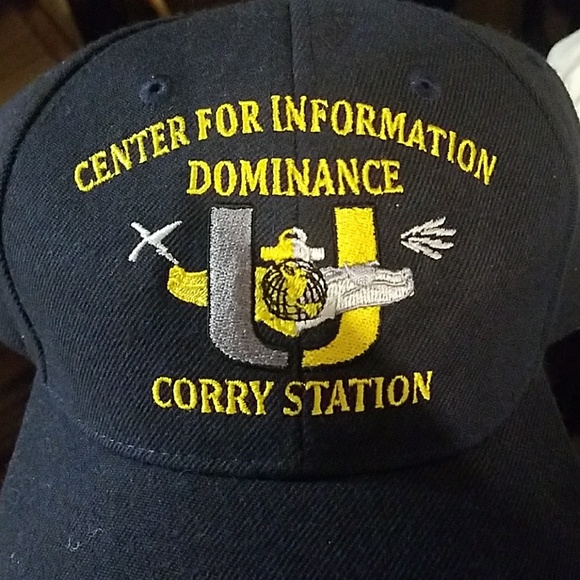 CENTER FOR INFORMATION
DOMINANCE
U
CORRY STATION